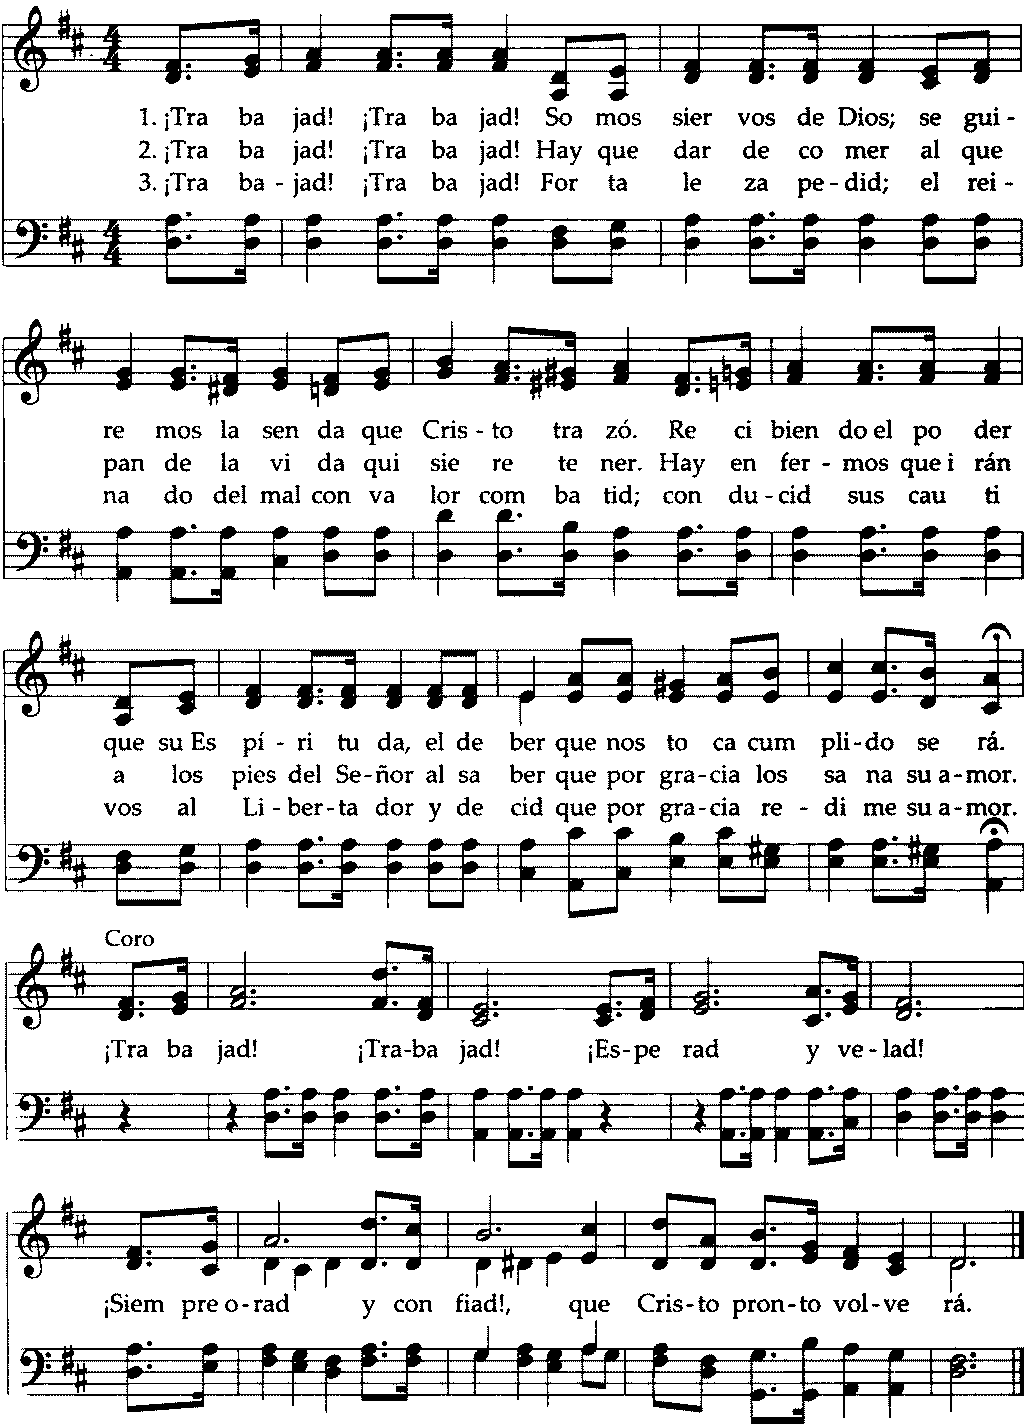 1. ¡Tra ba jad! ¡Tra ba jad! So mos sier vos de Dios; se gui-
2. ¡Tra ba jad! ¡Tra ba jad! Hay que dar de co mer al que
3. ¡Tra ba - jad! ¡Tra ba jad! For ta le za pe - did; el rei -
re mos la sen da que Cris - to tra zó. Re ci bien do el po der
pan de la vi da qui sie re te ner. Hay en fer - mos que i rán
na do del mal con va lor com ba tid; con du - cid sus cau ti
que su Es pí - ri tu da, el de ber que nos to ca cum pli - do se rá.
a los pies del Se - ñor al sa ber que por gra - cia los sa na su a - mor.
vos al Li - ber - ta dor y de cid que por gra - cia re - di me su a - mor.
Coro
¡Tra ba jad! ¡Tra - ba jad! ¡Es - pe rad y ve - lad!
¡Siem pre o - rad y con fiad!, que Cris - to pron - to vol - ve rá.